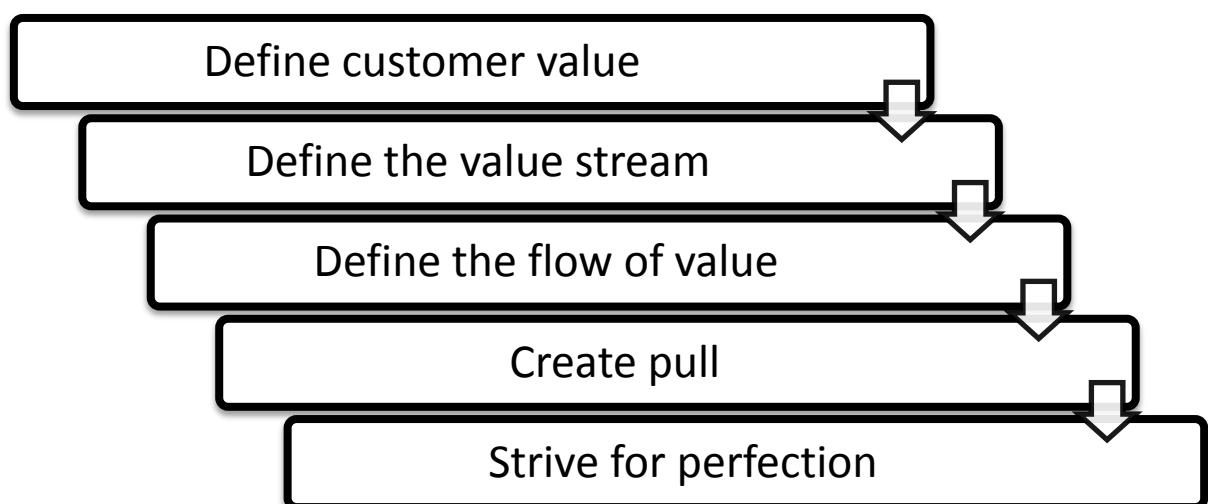 Define customer value
Define the value stream
Define the flow of value
Create pull
Strive for perfection